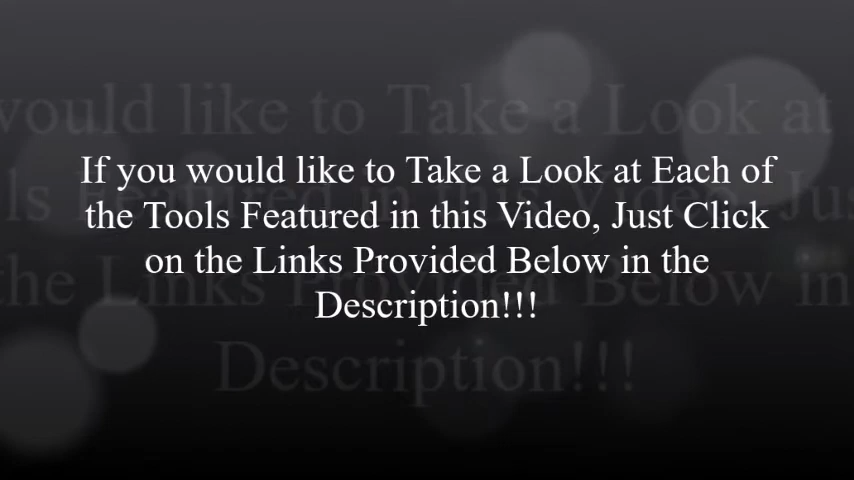 If you would like to Take a Look at Each of
the Tools Featured in this Video, Just Click
on the Links Provided Below in the
Description!!!